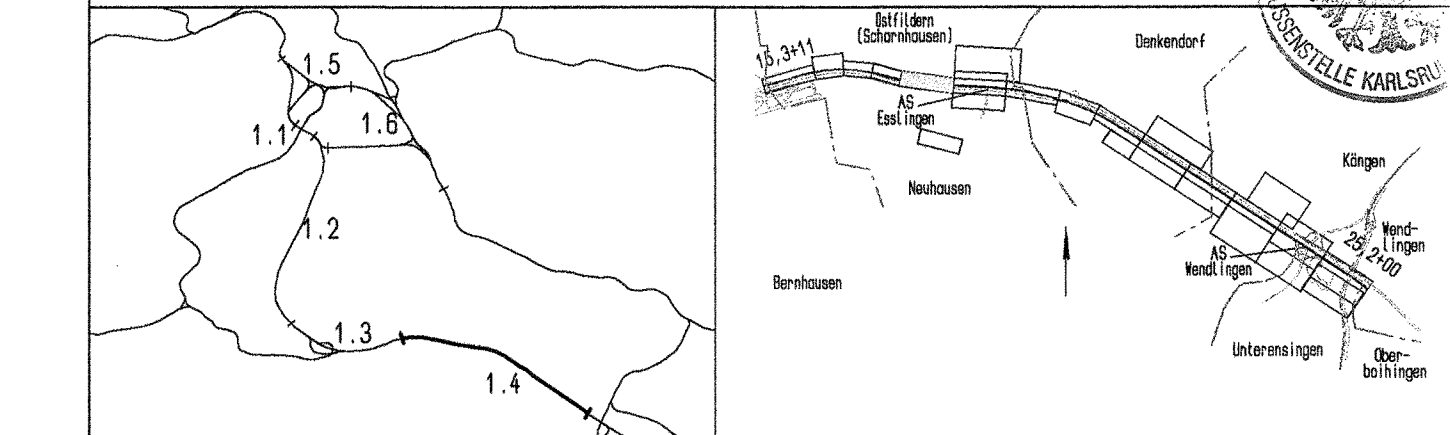 1.5
1.1
1.6
1.2
1.3
1.4
Ostfildern
(Scharnhausen)
Denkendorf
SSENSTELLE KARLSRU
15,3+11
AS
Esslingen
Neuhausen
Köngen
Wend-
lingen
25,2+00
AS
Wendlingen
Bernhausen
Unterensingen
Ober-
boihingen